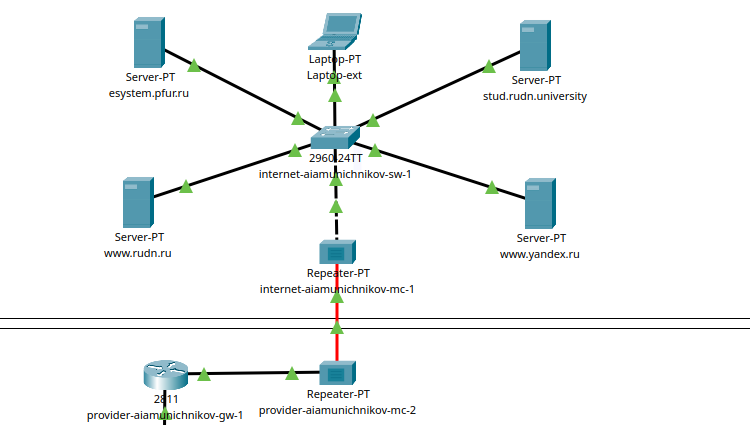 Server-PT
esystem.pfur.ru
Laptop-PT
Laptop-ext
Server-PT
stud.rudn.university
2960-24TT
internet-aiamunichnikov-sw-1
Server-PT
www.rudn.ru
Server-PT
www.yandex.ru
Repeater-PT
internet-aiamunichnikov-mc-1
2811
provider-aiamunichnikov-gw-1
Repeater-PT
provider-aiamunichnikov-mc-2